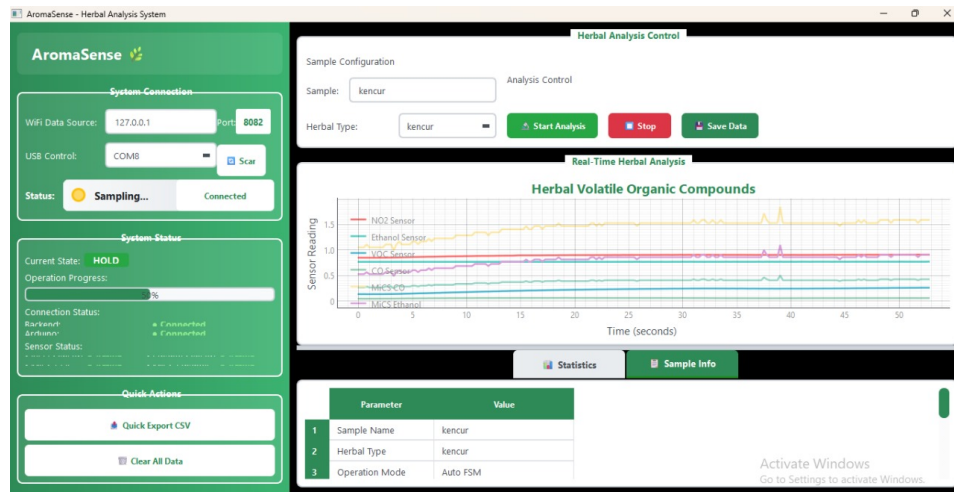 AromaSense - Herbal Analysis System
AromaSense
System Connection
WiFi Data Source: 127.0.0.1 Port: 8082
USB Control: COM8 Scar
Status: Sampling... Connected
System Status
Current State: HOLD
Operation Progress:
50%
Connection Status:
Backend: Connected
Arduino: Connected
Sensor Status:
Quick Actions
Quick Export CSV
Clear All Data
Herbal Analysis Control
Sample Configuration
Analysis Control
Sample: kencur
Herbal Type: kencur Start Analysis Stop Save Data
Real-Time Herbal Analysis
Herbal Volatile Organic Compounds
Sensor Reading
1.5
1.0
0.5
0
NO2 Sensor
Ethanol Sensor
VOC Sensor
CO Sensor
MiCS CO
MiCS Ethanol
0 5 10 15 20 25 30 35 40 45 50
Time (seconds)
Statistics Sample Info
Parameter Value
1 Sample Name kencur
2 Herbal Type kencur
3 Operation Mode Auto FSM
Activate Windows
Go to Settings to activate Windows.